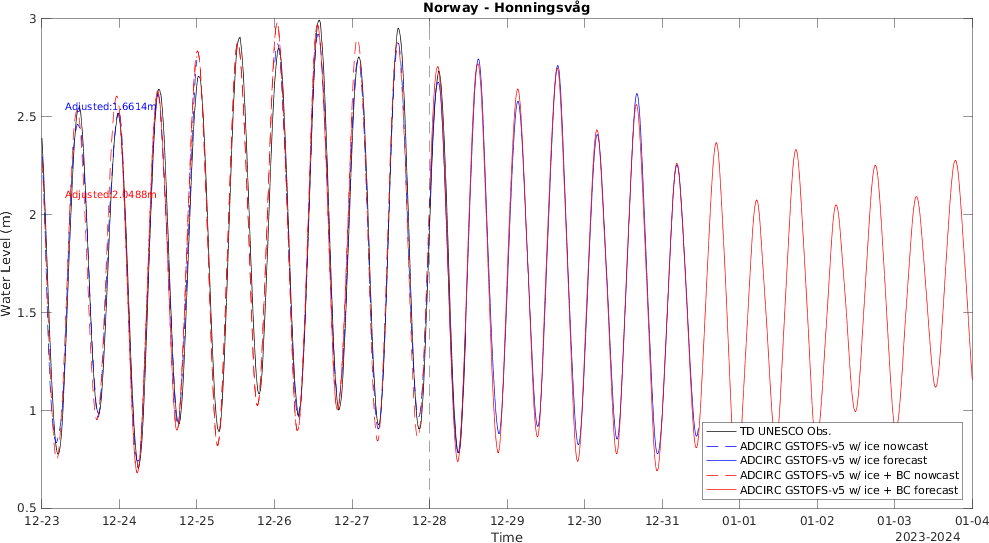 Norway - Honningsvåg
3
2.5
2
1.5
1
0.5
Water Level (m)
Adjusted:1.6614m
Adjusted:2.0488m
TD UNESCO Obs.
ADCIRC GSTOFS-v5 w/ ice nowcast
ADCIRC GSTOFS-v5 w/ ice forecast
ADCIRC GSTOFS-v5 w/ ice + BC nowcast
ADCIRC GSTOFS-v5 w/ ice + BC forecast
12-23 12-24 12-25 12-26 12-27 12-28 12-29 12-30 12-31 01-01 01-02 01-03 01-04
Time
2023-2024